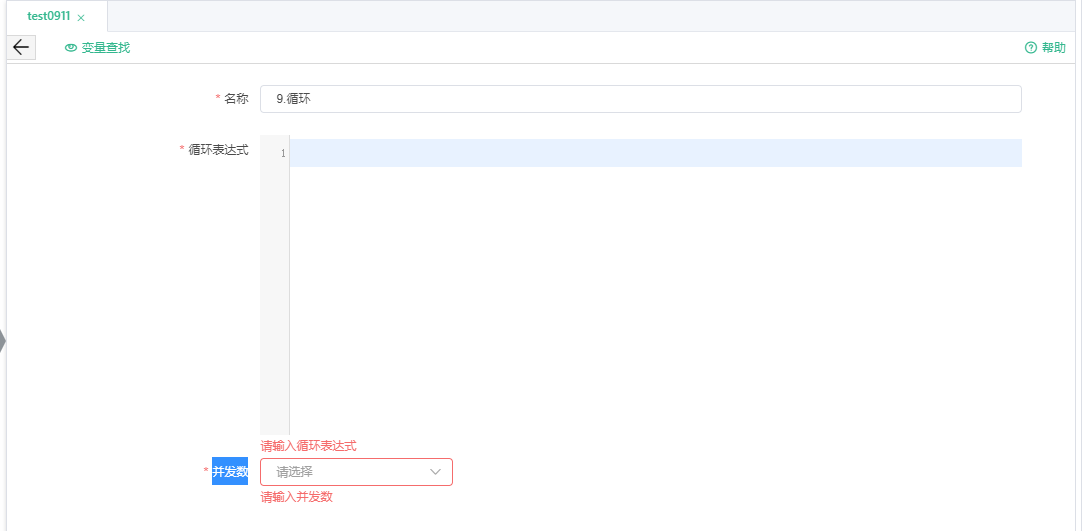 test0911
变量查找
帮助
* 名称
9.循环
* 循环表达式
1
请输入循环表达式
* 并发数
请选择
请输入并发数